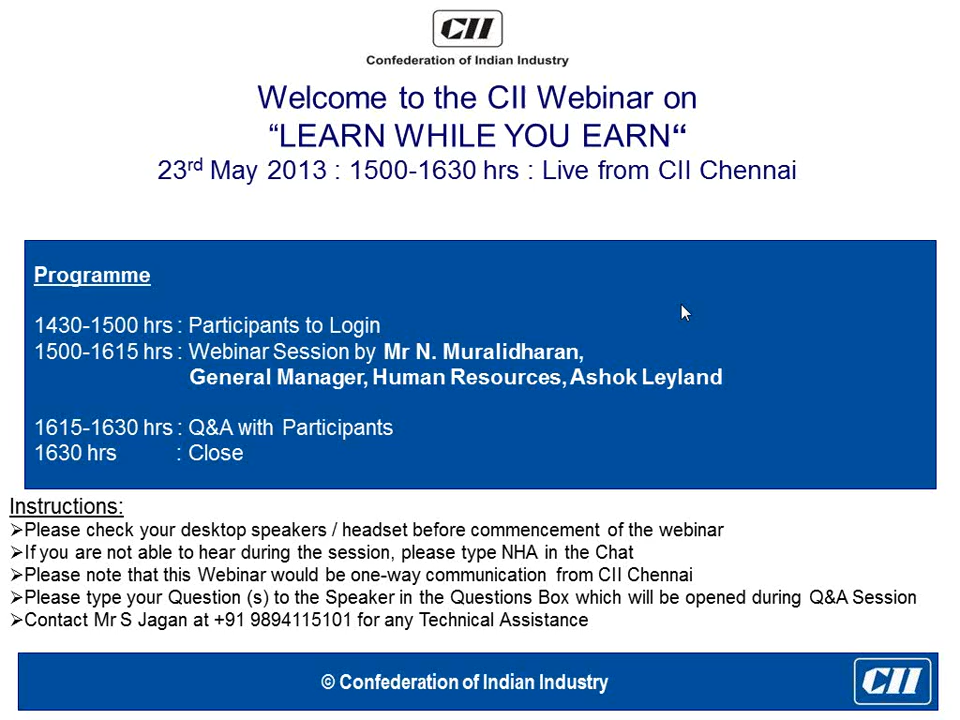 CII
Confederation of Indian Industry
Welcome to the CII Webinar on
“LEARN WHILE YOU EARN“
23rd May 2013 : 1500-1630 hrs : Live from CII Chennai
Programme
1430-1500 hrs : Participants to Login
1500-1615 hrs : Webinar Session by Mr N. Muralidharan,
General Manager, Human Resources, Ashok Leyland
1615-1630 hrs : Q&A with Participants
1630 hrs : Close
Instructions:
➢Please check your desktop speakers / headset before commencement of the webinar
➢If you are not able to hear during the session, please type NHA in the Chat
➢Please note that this Webinar would be one-way communication from CII Chennai
➢Please type your Question (s) to the Speaker in the Questions Box which will be opened during Q&A Session
➢Contact Mr S Jagan at +91 9894115101 for any Technical Assistance
© Confederation of Indian Industry
CII